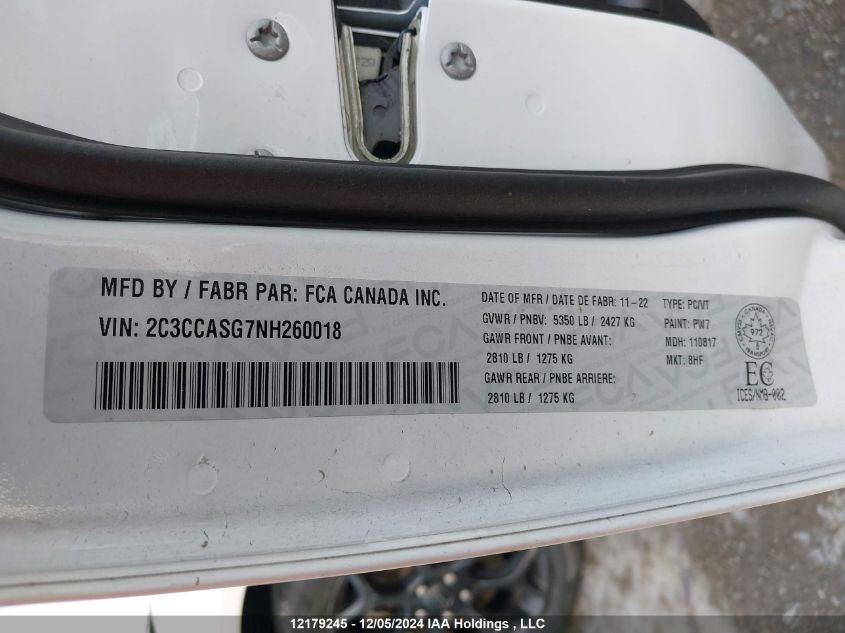 MFD BY / FABR PAR: FCA CANADA INC.
VIN: 2C3CCASG7NH260018
DATE OF MFR / DATE DE FABR: 11-22
GVWR / PNBV: 5350 LB / 2427 KG
GAWR FRONT / PNBE AVANT:
2810 LB / 1275 KG
GAWR REAR / PNBE ARRIERE:
2810 LB / 1275 KG
TYPE: PC/VT
PAINT: PW7
MDH: 110817
MKT: 8HF
CANADA
972
TRANSPORT
EC
ICES/NMB-002
12179245 - 12/05/2024 IAA Holdings , LLC